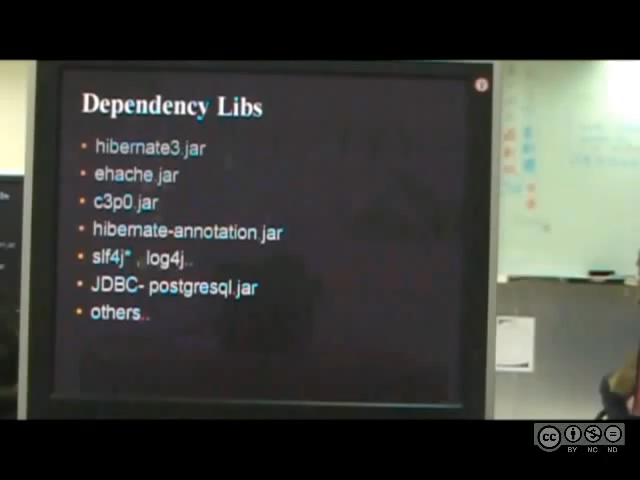 Dependency Libs
• hibernate3.jar
• ehache.jar
• c3p0.jar
• hibernate-annotation.jar
• slf4j* , log4j..
• JDBC- postgresql.jar
• others..
cc
BY NC ND